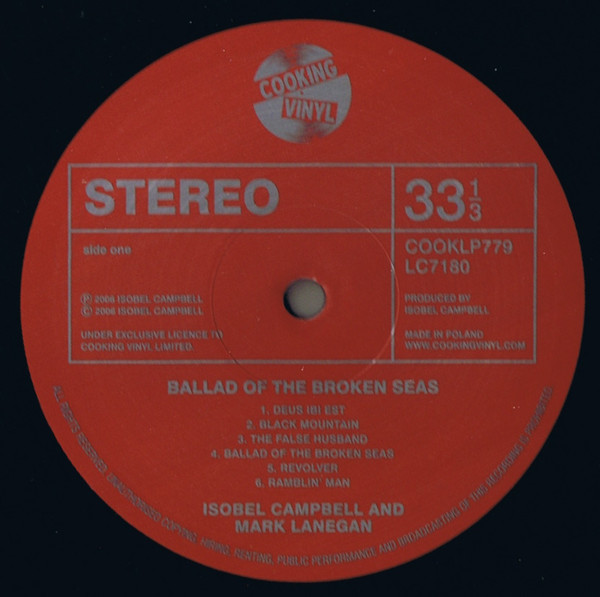 COOKING
VINYL
STEREO
33 1/3
side one
COOKLP779
LC7180
Ⓟ 2006 ISOBEL CAMPBELL
© 2006 ISOBEL CAMPBELL
PRODUCED BY
ISOBEL CAMPBELL
UNDER EXCLUSIVE LICENCE TO
COOKING VINYL LIMITED.
MADE IN POLAND
WWW.COOKINGVINYL.COM
BALLAD OF THE BROKEN SEAS
1. DEUS IBI EST
2. BLACK MOUNTAIN
3. THE FALSE HUSBAND
4. BALLAD OF THE BROKEN SEAS
5. REVOLVER
6. RAMBLIN' MAN
ISOBEL CAMPBELL AND
MARK LANEGAN
ALL RIGHTS RESERVED. UNAUTHORISED COPYING, HIRING, RENTING, PUBLIC PERFORMANCE AND BROADCASTING OF THIS RECORDING IS PROHIBITED.